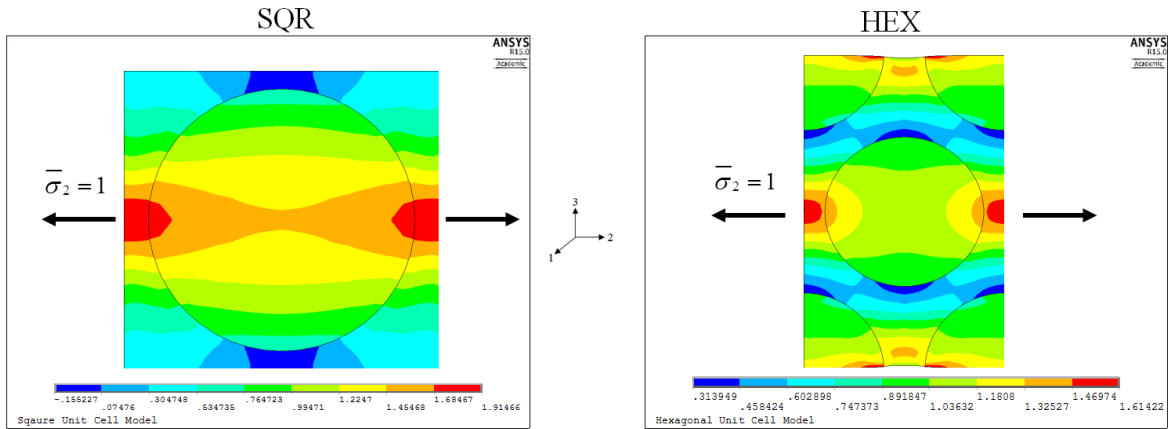 SQR
ANSYS
R15.0
Academic
σ̅₂ = 1
-.155227 .07476 .304748 .534735 .764723 .99471 1.2247 1.45468 1.68467 1.91466
Sqaure Unit Cell Model
3
2
1
HEX
ANSYS
R15.0
Academic
σ̅₂ = 1
.313949 .458424 .602898 .747373 .891847 1.03632 1.1808 1.32527 1.46974 1.61422
Hexagonal Unit Cell Model